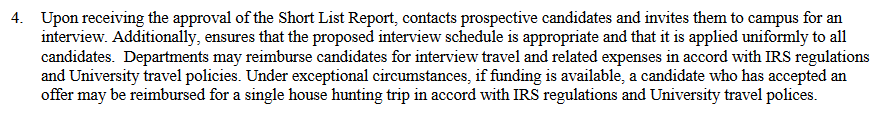 4. Upon receiving the approval of the Short List Report, contacts prospective candidates and invites them to campus for an
interview. Additionally, ensures that the proposed interview schedule is appropriate and that it is applied uniformly to all
candidates. Departments may reimburse candidates for interview travel and related expenses in accord with IRS regulations
and University travel policies. Under exceptional circumstances, if funding is available, a candidate who has accepted an
offer may be reimbursed for a single house hunting trip in accord with IRS regulations and University travel polices.